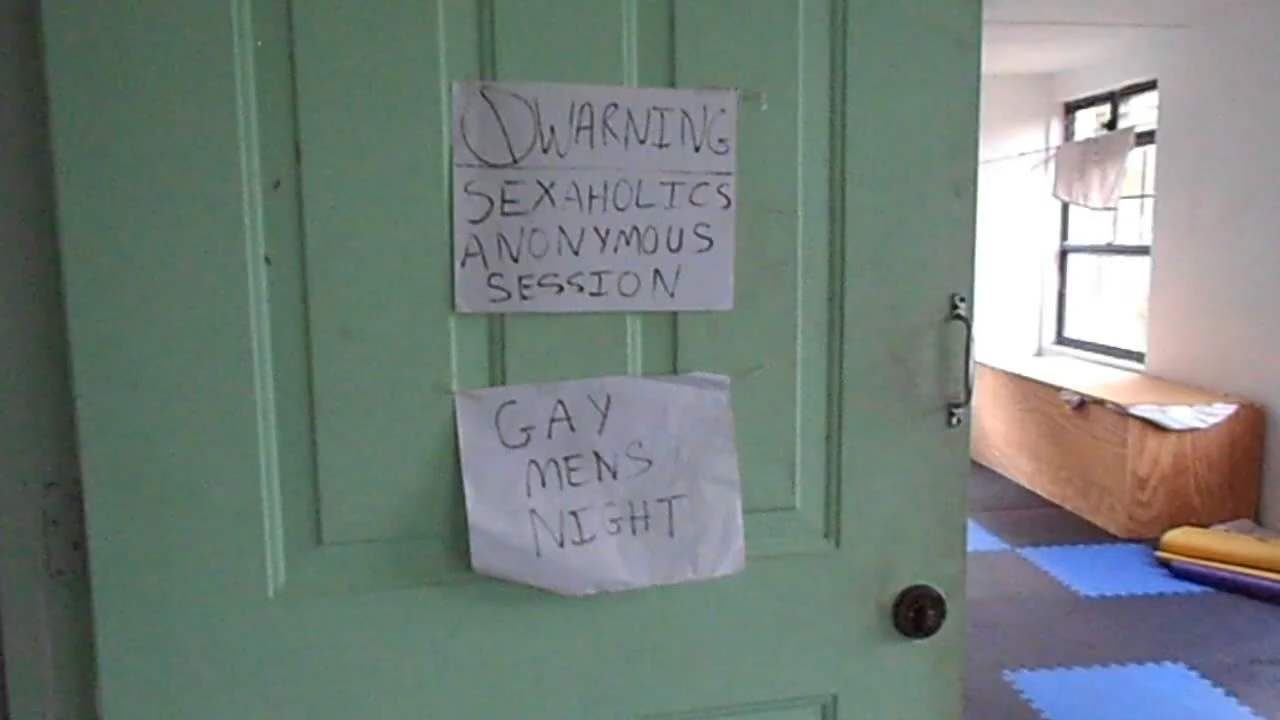 WARNING
SEXAHOLICS
ANONYMOUS
SESSION
GAY
MENS
NIGHT